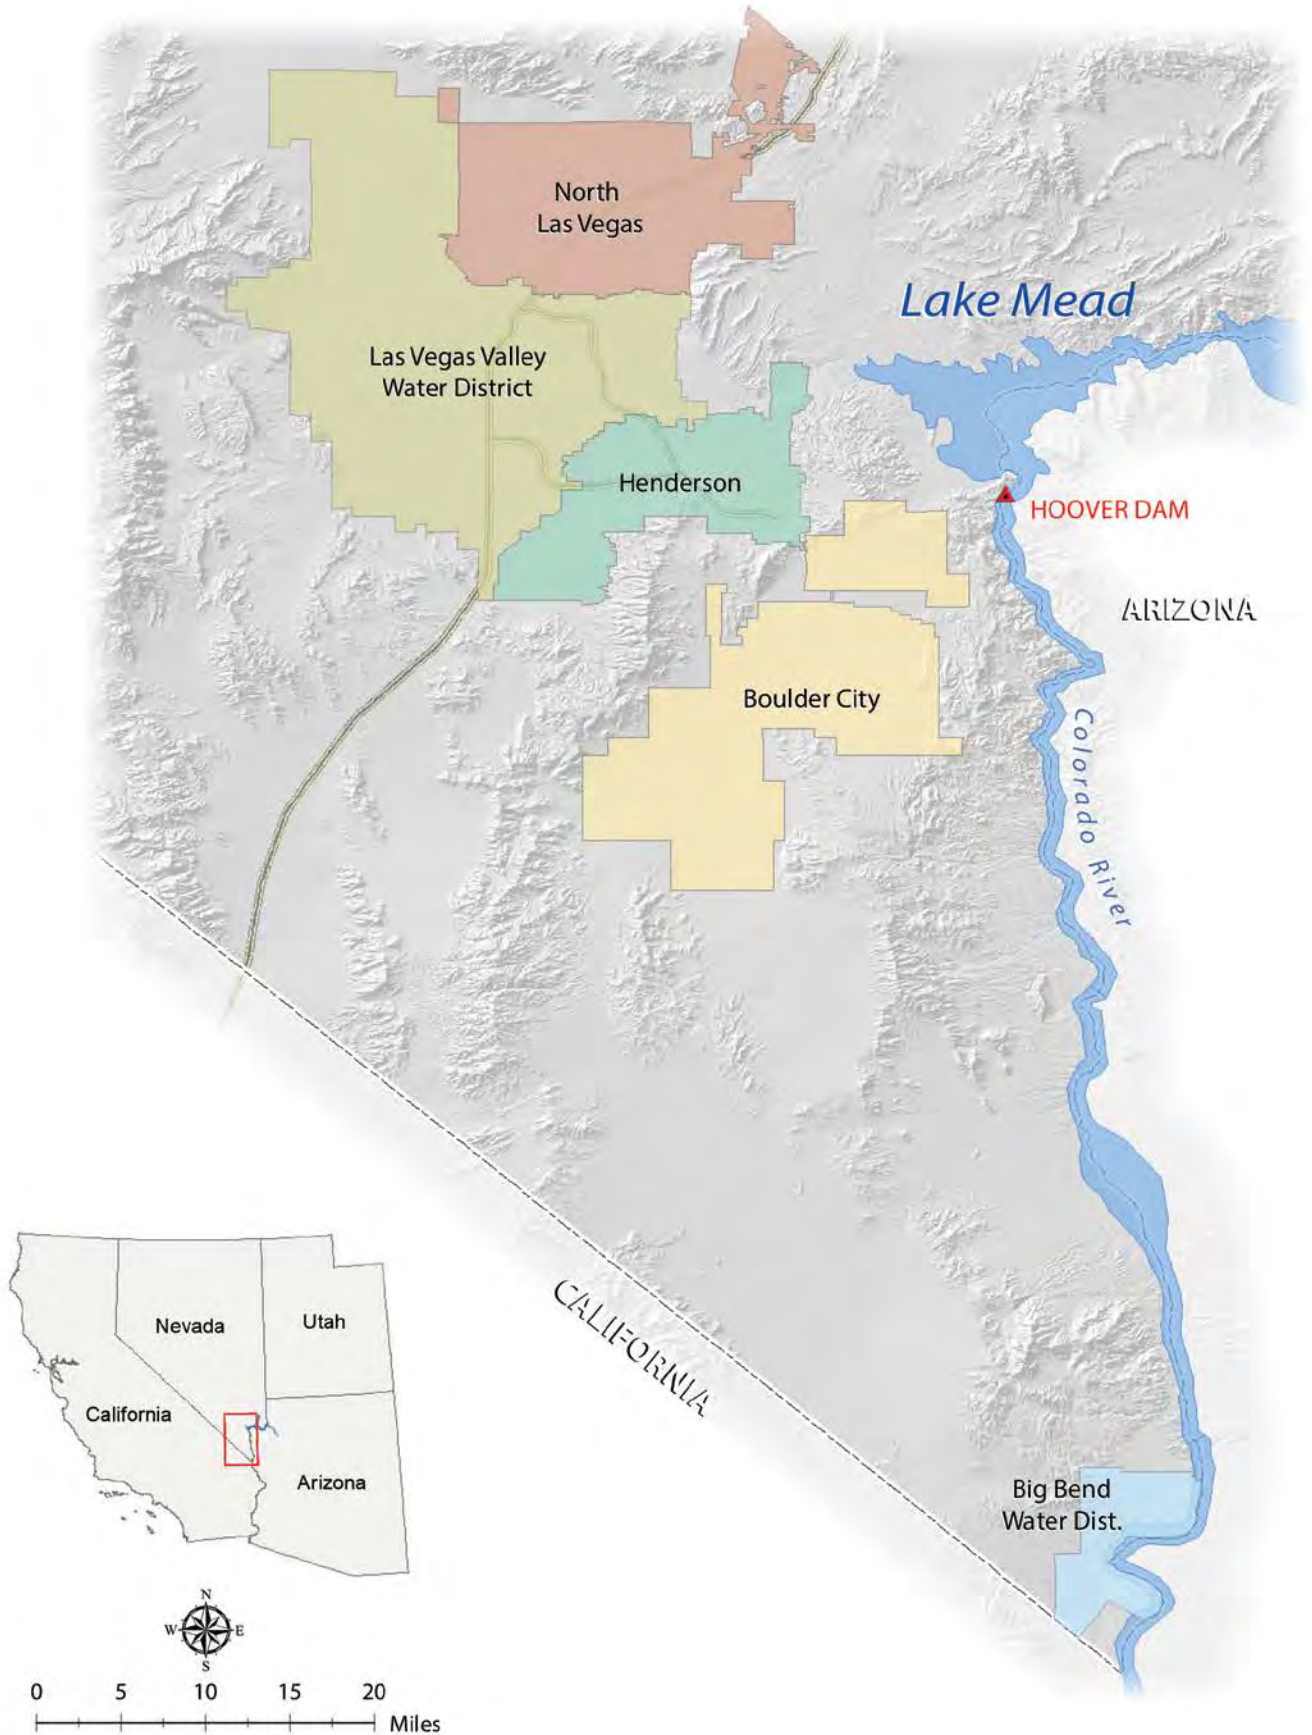 North
Las Vegas
Lake Mead
Las Vegas Valley
Water District
Henderson
HOOVER DAM
ARIZONA
Boulder City
Colorado River
CALIFORNIA
Nevada
Utah
California
Arizona
Big Bend
Water Dist.
N
W E
S
0 5 10 15 20
Miles